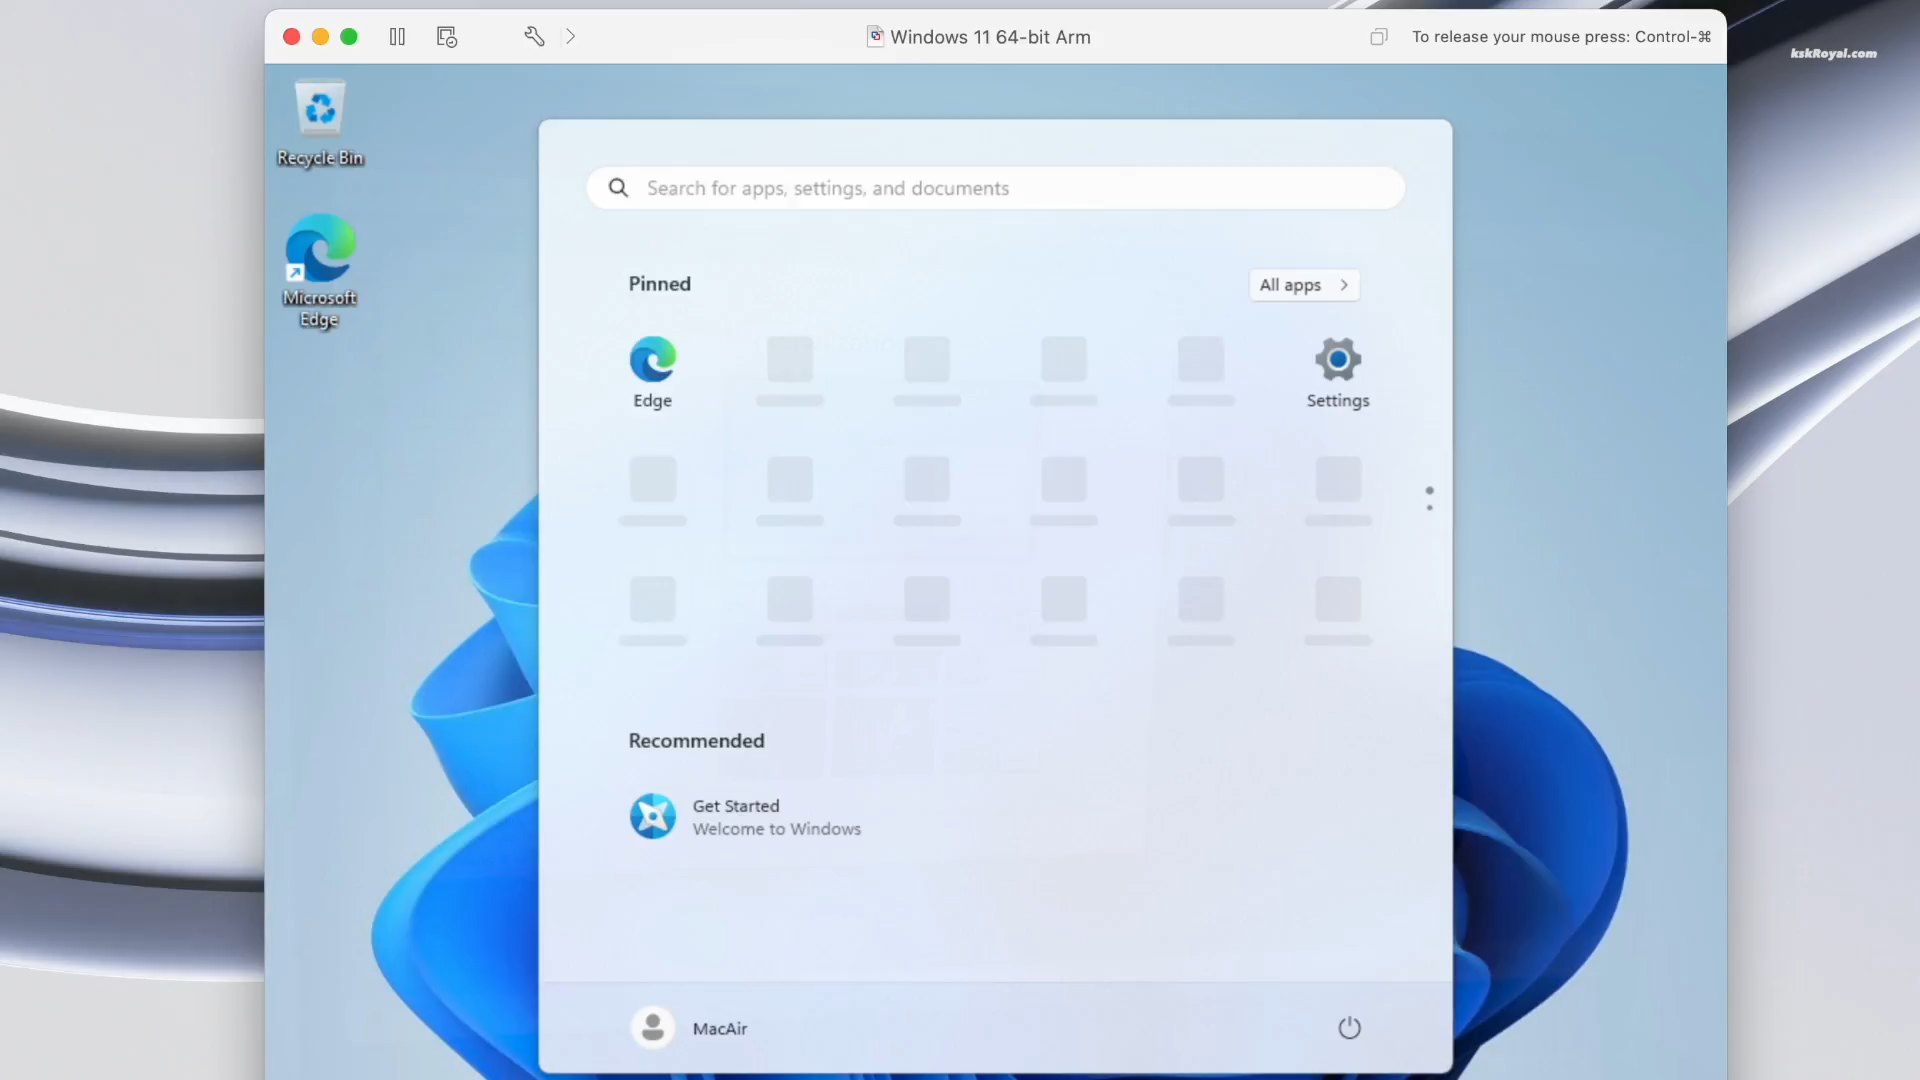 Windows 11 64-bit Arm
To release your mouse press: Control-⌘
kskRoyal.com
Recycle Bin
Microsoft
Edge
Search for apps, settings, and documents
Pinned
All apps
Edge
Settings
Recommended
Get Started
Welcome to Windows
MacAir